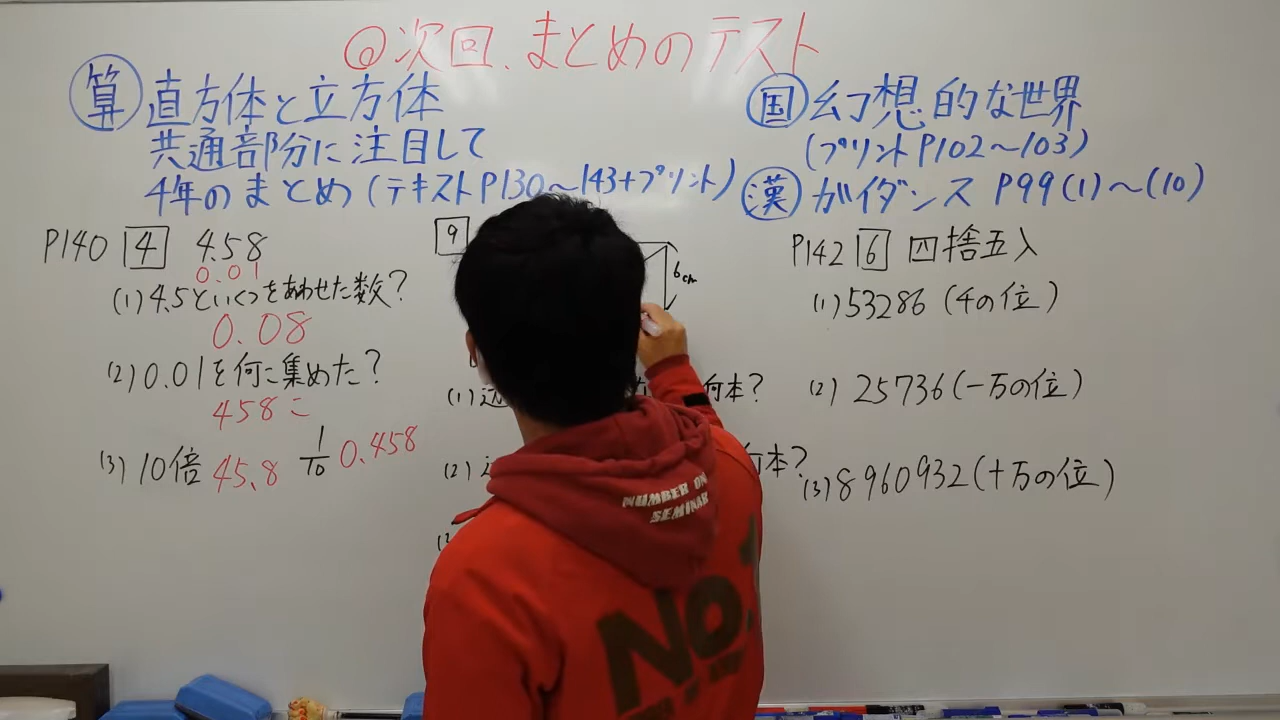 @次回.まとめのテスト
算 直方体と立方体
共通部分に注目して
4年のまとめ(テキストP130~143+プリント)
国 幻想的な世界
(プリントP102~103)
漢 ガイダンス P99(1)~(10)
P140 4 4.58
0.01
(1)4.5といくつをあわせた数?
0.08
(2)0.01を何こ集めた?
458こ
(3)10倍 45.8 1/10 0.458
9
6cm
(1)辺
何本?
(2)辺
何本?
P142 6 四捨五入
(1)53286(千の位)
(2)25736(一万の位)
(3)8960932(十万の位)
NUMBER ON
SEMINAR
No.1